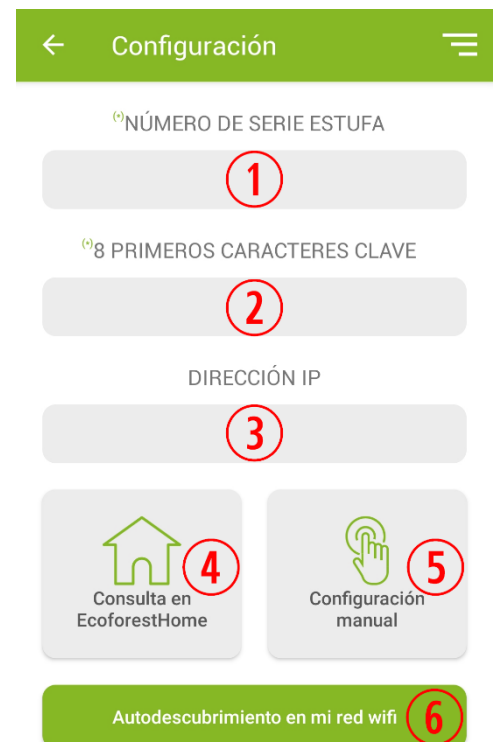 Configuración
(*)NÚMERO DE SERIE ESTUFA
1
(*)8 PRIMEROS CARACTERES CLAVE
2
DIRECCIÓN IP
3
4
Consulta en
EcoforestHome
5
Configuración
manual
Autodescubrimiento en mi red wifi 6